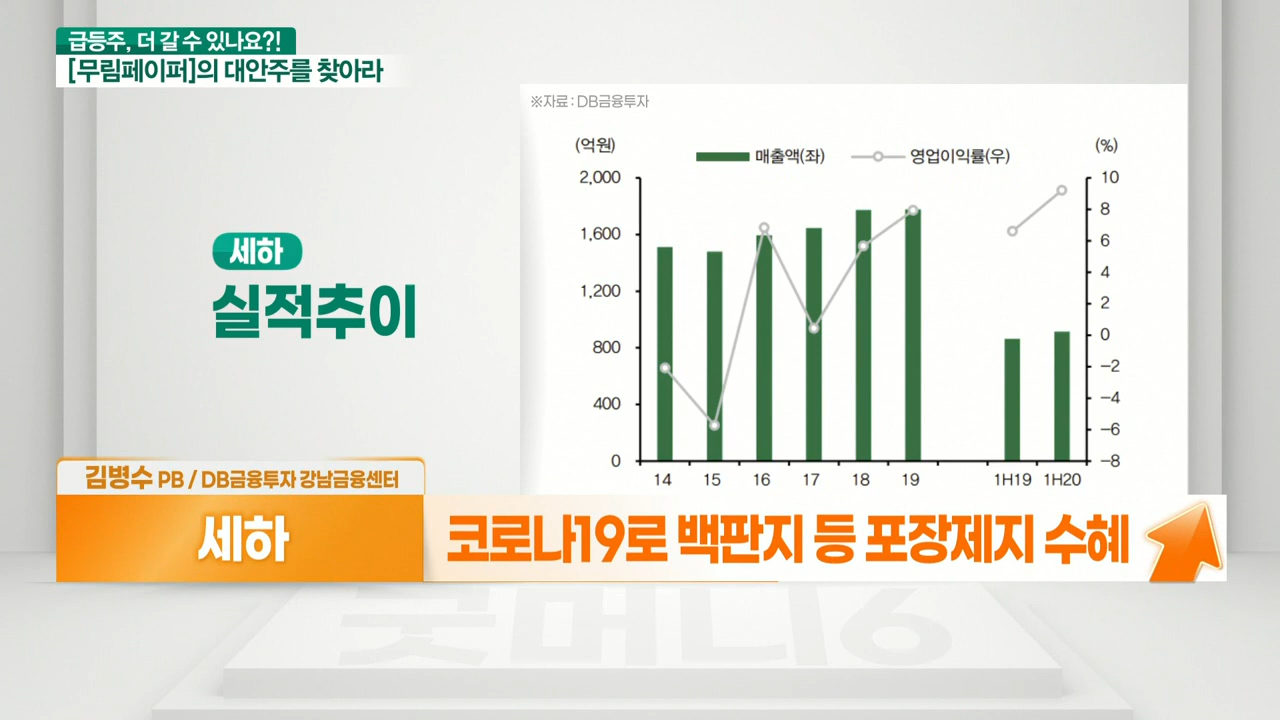 급등주, 더 갈 수 있나요?!
[무림페이퍼]의 대안주를 찾아라
※자료 : DB금융투자
(억원)
매출액(좌)
영업이익률(우)
(%)
2,000
1,600
1,200
800
400
0
10
8
6
4
2
0
−2
−4
−6
−8
14 15 16 17 18 19 1H19 1H20
세하
실적추이
김병수 PB / DB금융투자 강남금융센터
세하
코로나19로 백판지 등 포장제지 수혜
굿머니6